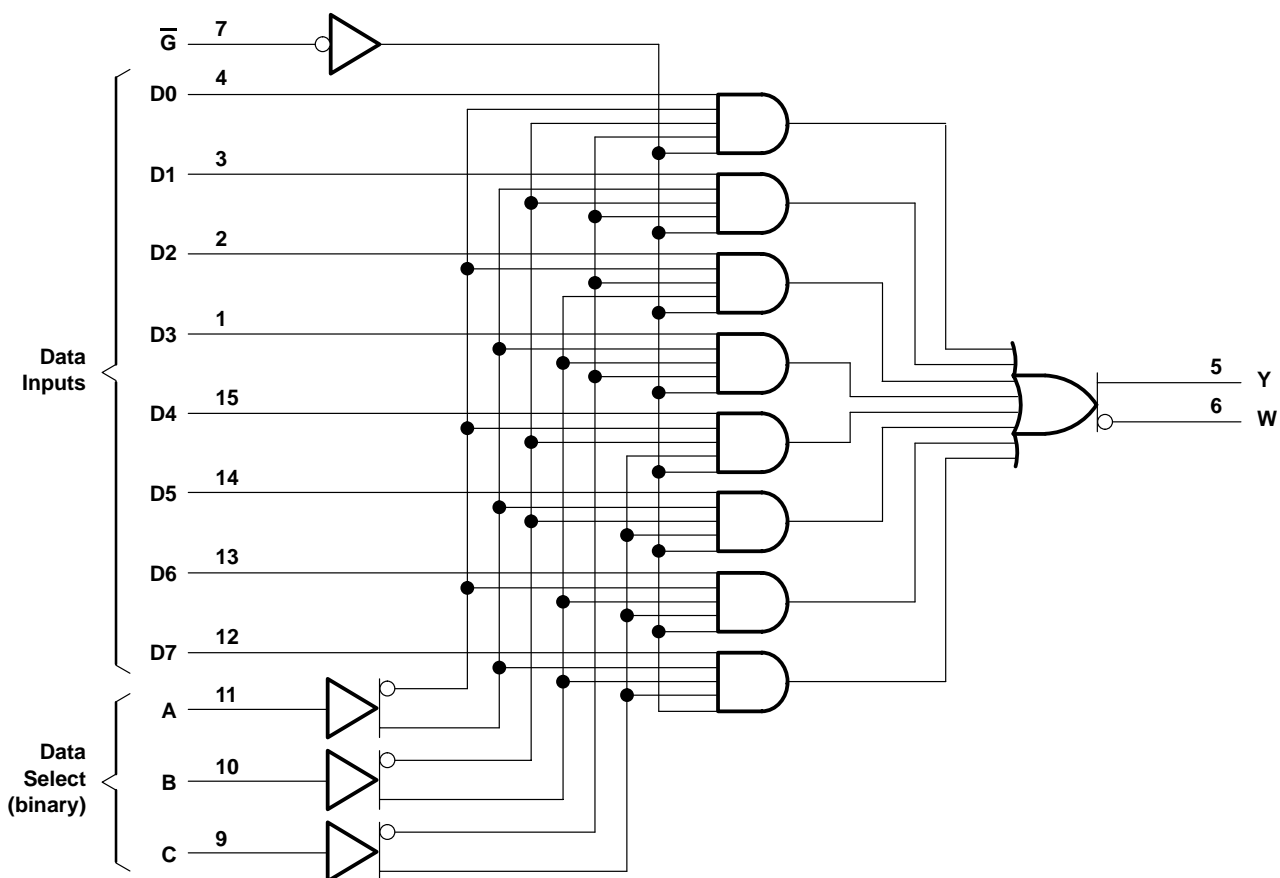 G̅ 7
D0 4
D1 3
D2 2
D3 1
Data
Inputs
D4 15
D5 14
D6 13
D7 12
5 Y
6 W
A 11
Data
Select
(binary)
B 10
C 9